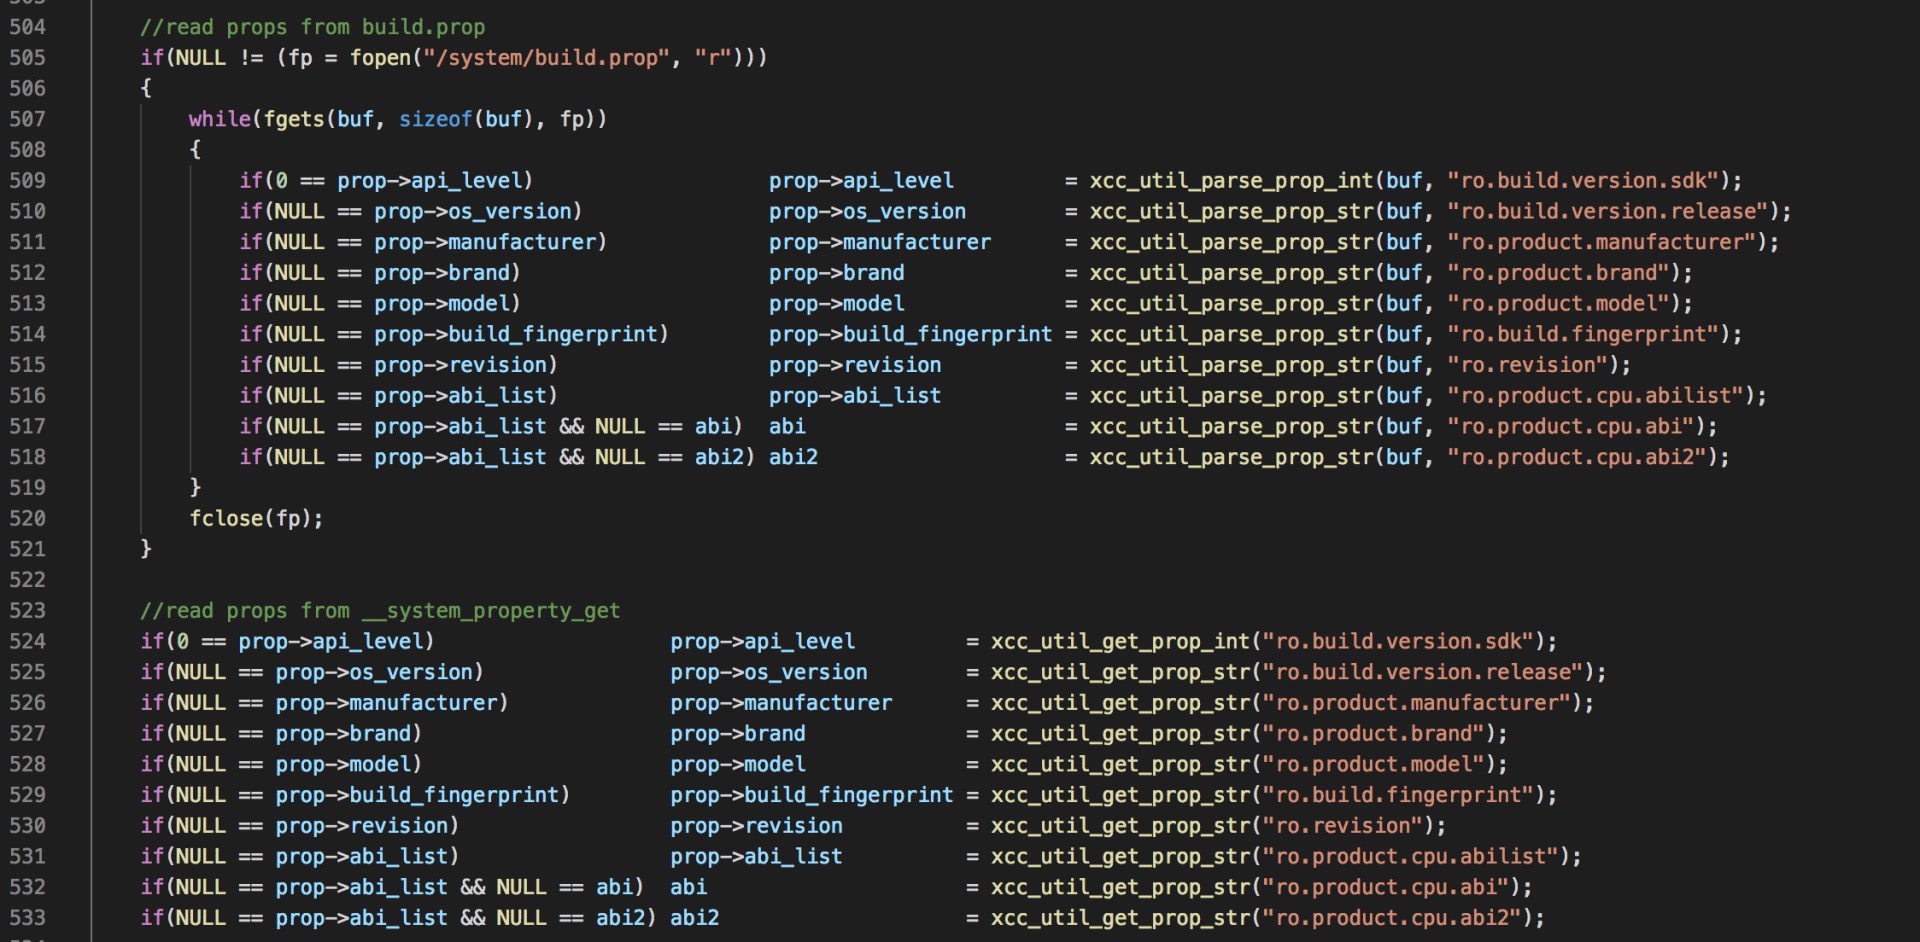 504 //read props from build.prop
505 if(NULL != (fp = fopen("/system/build.prop", "r")))
506 {
507 while(fgets(buf, sizeof(buf), fp))
508 {
509 if(0 == prop->api_level) prop->api_level = xcc_util_parse_prop_int(buf, "ro.build.version.sdk");
510 if(NULL == prop->os_version) prop->os_version = xcc_util_parse_prop_str(buf, "ro.build.version.release");
511 if(NULL == prop->manufacturer) prop->manufacturer = xcc_util_parse_prop_str(buf, "ro.product.manufacturer");
512 if(NULL == prop->brand) prop->brand = xcc_util_parse_prop_str(buf, "ro.product.brand");
513 if(NULL == prop->model) prop->model = xcc_util_parse_prop_str(buf, "ro.product.model");
514 if(NULL == prop->build_fingerprint) prop->build_fingerprint = xcc_util_parse_prop_str(buf, "ro.build.fingerprint");
515 if(NULL == prop->revision) prop->revision = xcc_util_parse_prop_str(buf, "ro.revision");
516 if(NULL == prop->abi_list) prop->abi_list = xcc_util_parse_prop_str(buf, "ro.product.cpu.abilist");
517 if(NULL == prop->abi_list && NULL == abi) abi = xcc_util_parse_prop_str(buf, "ro.product.cpu.abi");
518 if(NULL == prop->abi_list && NULL == abi2) abi2 = xcc_util_parse_prop_str(buf, "ro.product.cpu.abi2");
519 }
520 fclose(fp);
521 }
522
523 //read props from __system_property_get
524 if(0 == prop->api_level) prop->api_level = xcc_util_get_prop_int("ro.build.version.sdk");
525 if(NULL == prop->os_version) prop->os_version = xcc_util_get_prop_str("ro.build.version.release");
526 if(NULL == prop->manufacturer) prop->manufacturer = xcc_util_get_prop_str("ro.product.manufacturer");
527 if(NULL == prop->brand) prop->brand = xcc_util_get_prop_str("ro.product.brand");
528 if(NULL == prop->model) prop->model = xcc_util_get_prop_str("ro.product.model");
529 if(NULL == prop->build_fingerprint) prop->build_fingerprint = xcc_util_get_prop_str("ro.build.fingerprint");
530 if(NULL == prop->revision) prop->revision = xcc_util_get_prop_str("ro.revision");
531 if(NULL == prop->abi_list) prop->abi_list = xcc_util_get_prop_str("ro.product.cpu.abilist");
532 if(NULL == prop->abi_list && NULL == abi) abi = xcc_util_get_prop_str("ro.product.cpu.abi");
533 if(NULL == prop->abi_list && NULL == abi2) abi2 = xcc_util_get_prop_str("ro.product.cpu.abi2");